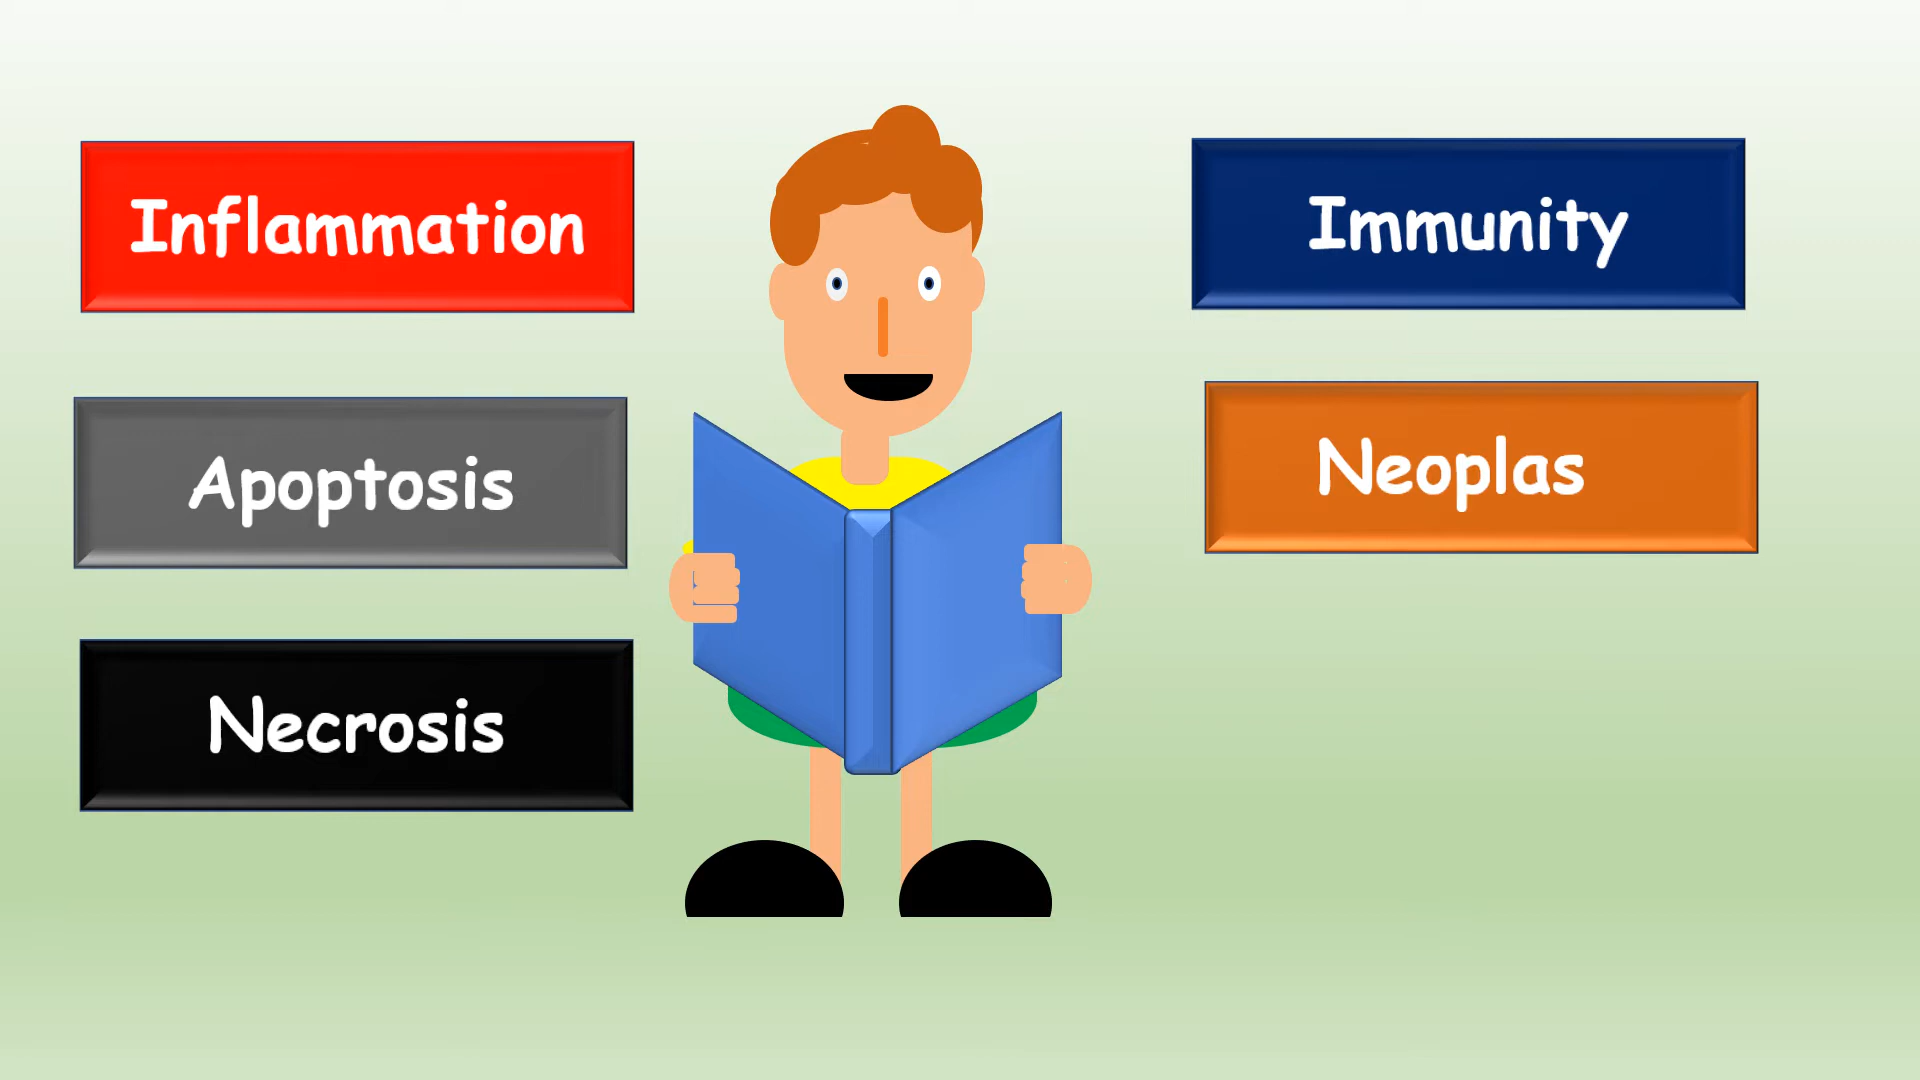 Inflammation
Apoptosis
Necrosis
Immunity
Neoplas